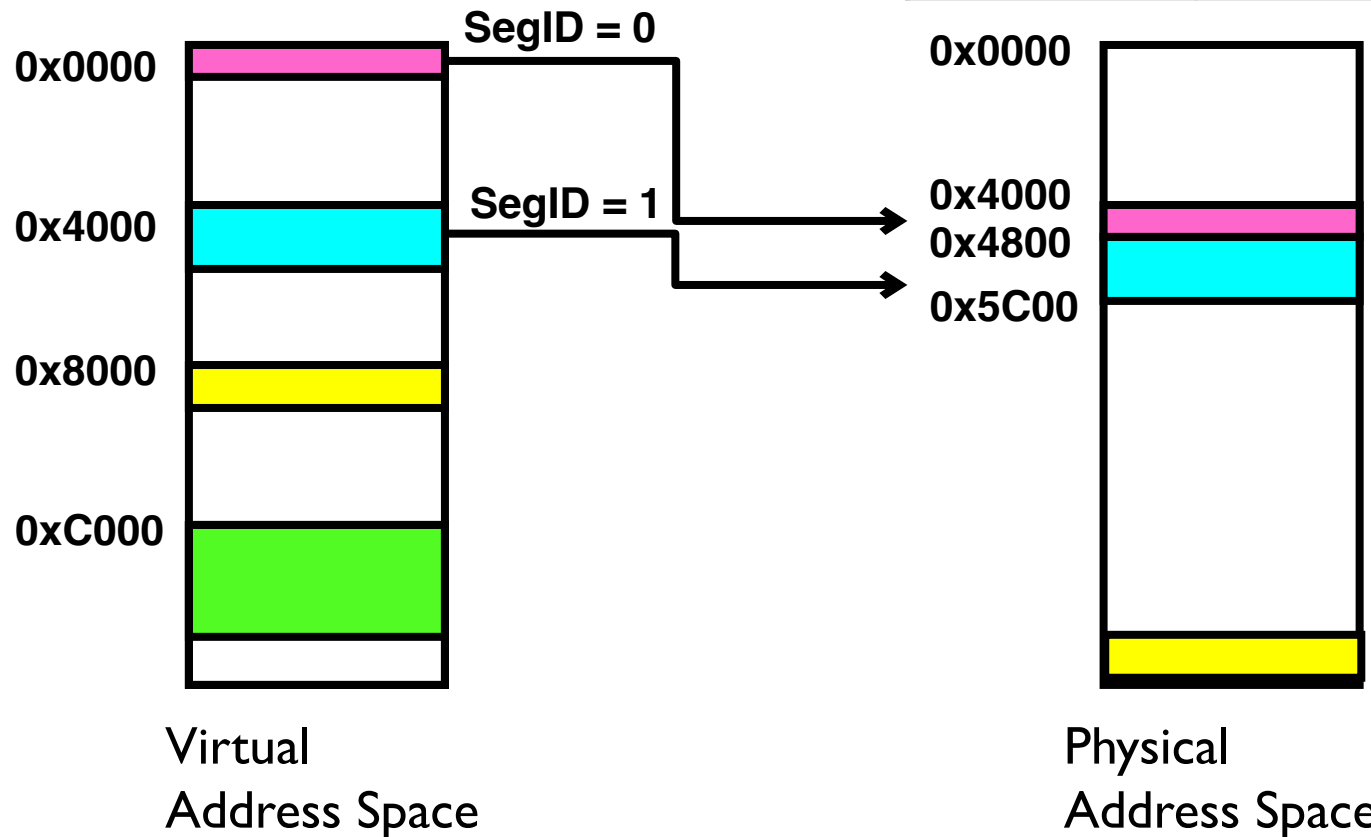 SegID = 0
0x0000
0x4000
SegID = 1
0x8000
0xC000
Virtual
Address Space
0x0000
0x4000
0x4800
0x5C00
Physical
Address Space